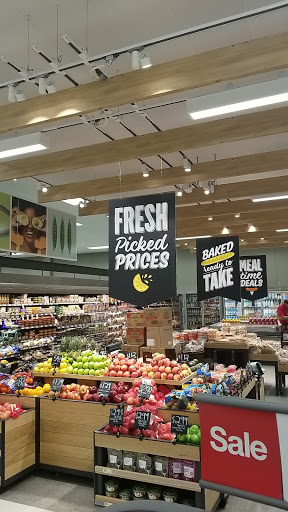 FRESH
Picked
PRICES
BAKED
ready to
TAKE
MEAL
time
DEALS
Sale